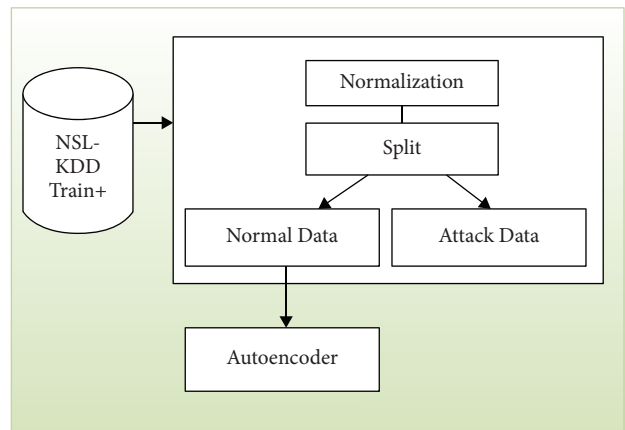 NSL-
KDD
Train+
Normalization
Split
Normal Data
Attack Data
Autoencoder